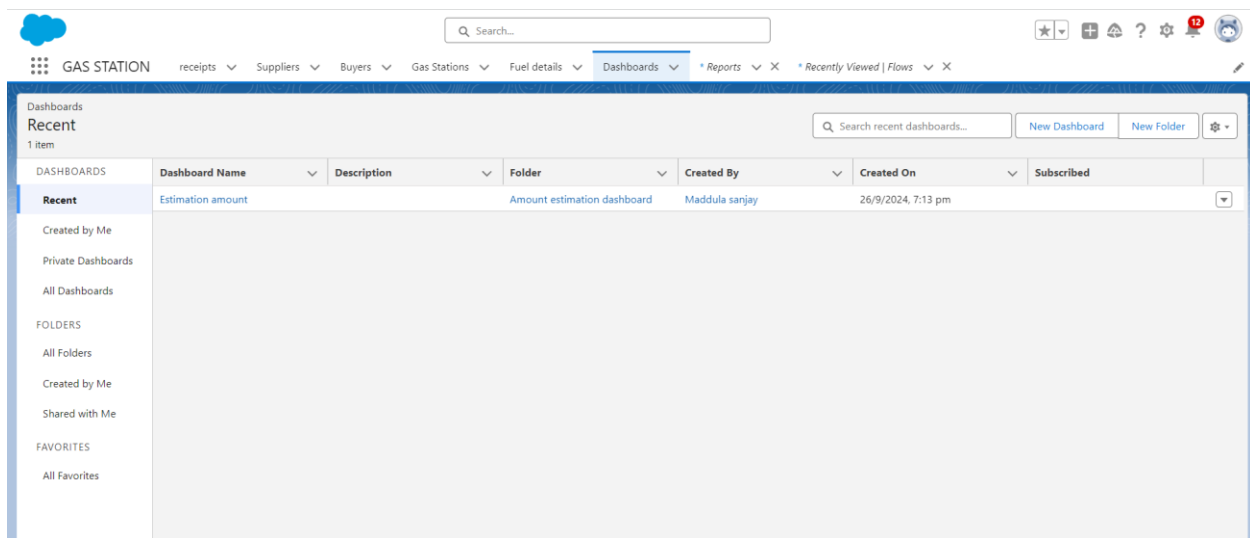 Search...
12
GAS STATION receipts Suppliers Buyers Gas Stations Fuel details Dashboards * Reports * Recently Viewed | Flows
Dashboards
Recent
1 item
Search recent dashboards... New Dashboard New Folder
DASHBOARDS Dashboard Name Description Folder Created By Created On Subscribed
Recent Estimation amount Amount estimation dashboard Maddula sanjay 26/9/2024, 7:13 pm
Created by Me
Private Dashboards
All Dashboards
FOLDERS
All Folders
Created by Me
Shared with Me
FAVORITES
All Favorites